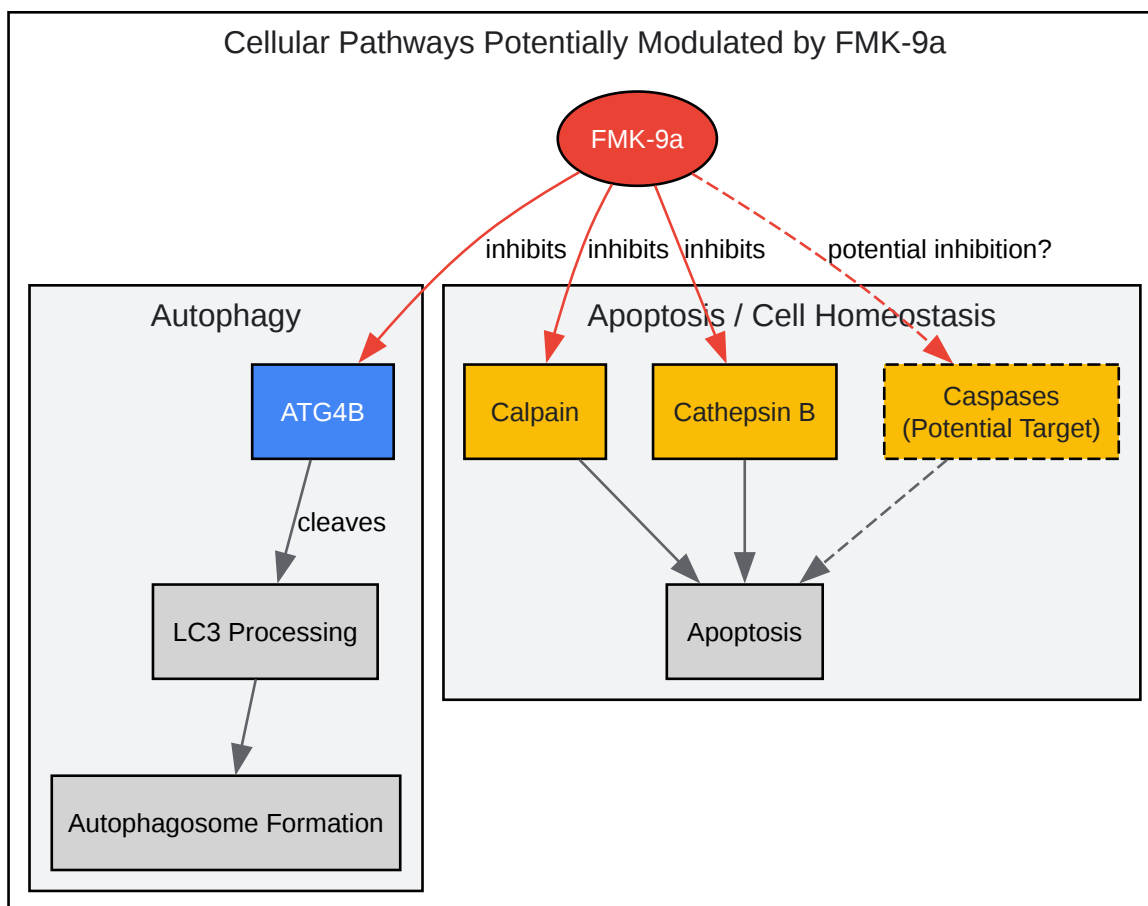 Cellular Pathways Potentially Modulated by FMK-9a
FMK-9a
inhibits
inhibits
inhibits
potential inhibition?
Autophagy
Apoptosis / Cell Homeostasis
ATG4B
Calpain
Cathepsin B
Caspases
(Potential Target)
cleaves
LC3 Processing
Apoptosis
Autophagosome Formation